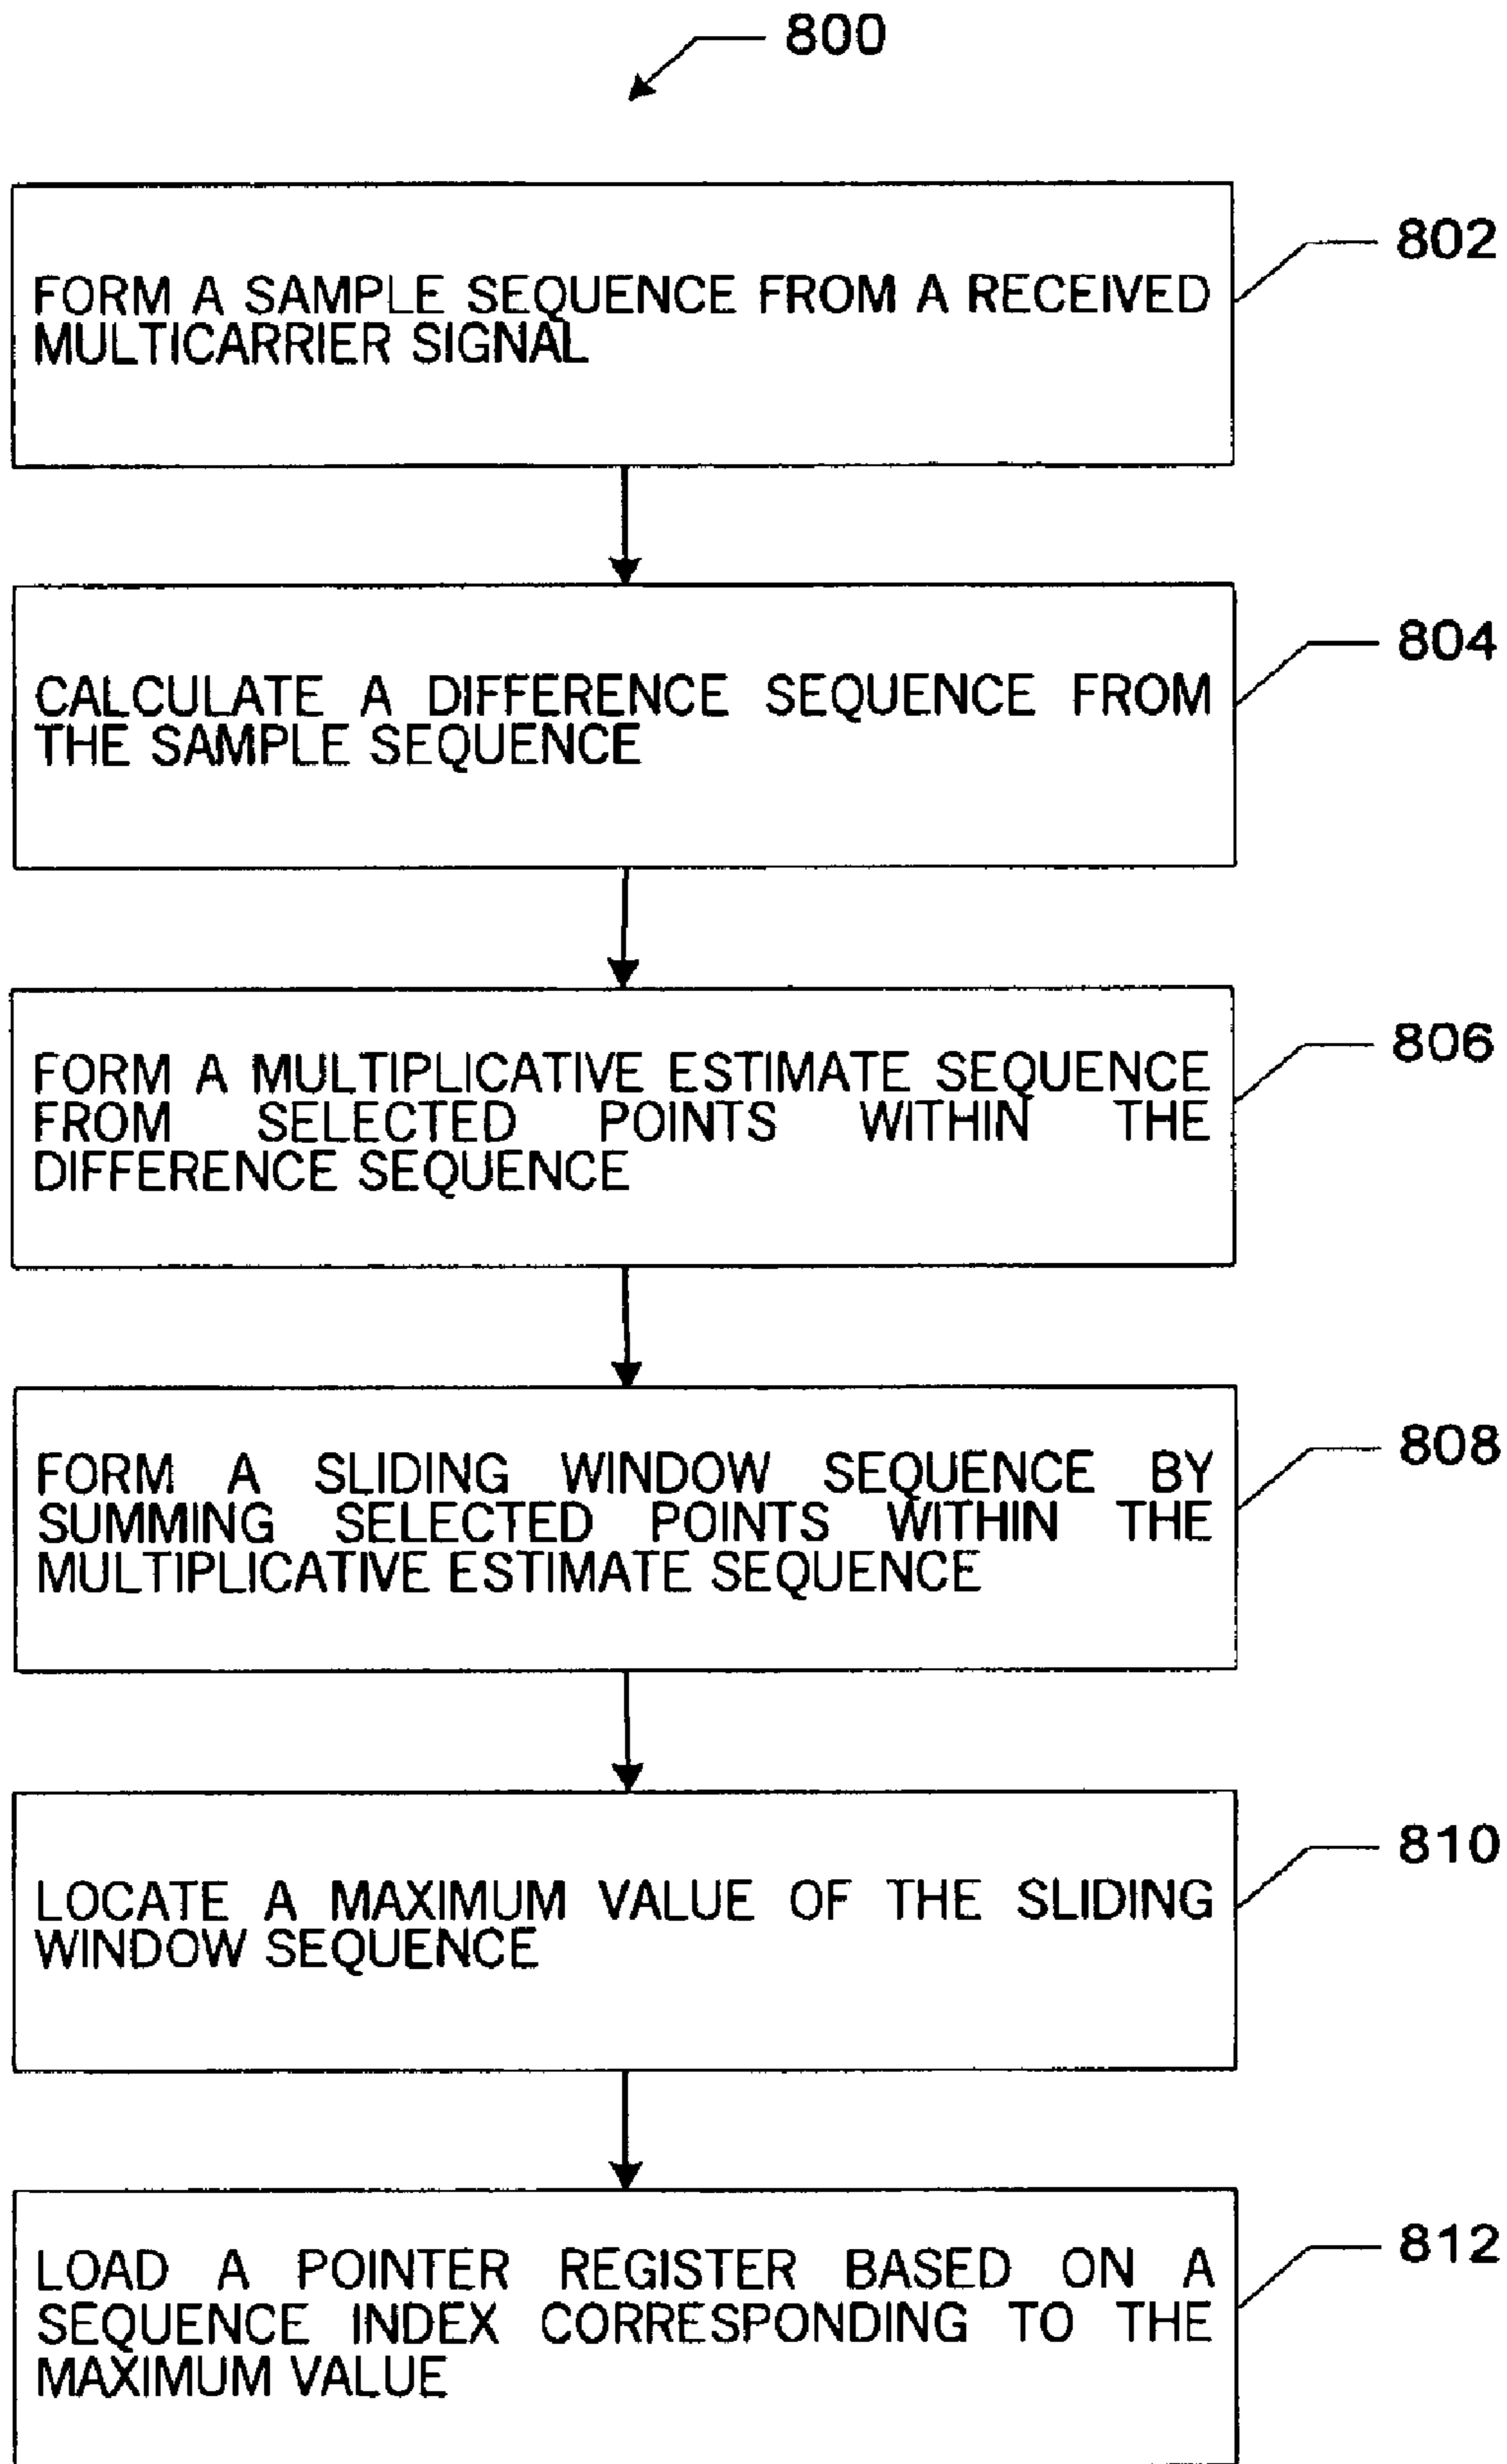 800
802
FORM A SAMPLE SEQUENCE FROM A RECEIVED
MULTICARRIER SIGNAL
804
CALCULATE A DIFFERENCE SEQUENCE FROM
THE SAMPLE SEQUENCE
806
FORM A MULTIPLICATIVE ESTIMATE SEQUENCE
FROM SELECTED POINTS WITHIN THE
DIFFERENCE SEQUENCE
808
FORM A SLIDING WINDOW SEQUENCE BY
SUMMING SELECTED POINTS WITHIN THE
MULTIPLICATIVE ESTIMATE SEQUENCE
810
LOCATE A MAXIMUM VALUE OF THE SLIDING
WINDOW SEQUENCE
812
LOAD A POINTER REGISTER BASED ON A
SEQUENCE INDEX CORRESPONDING TO THE
MAXIMUM VALUE